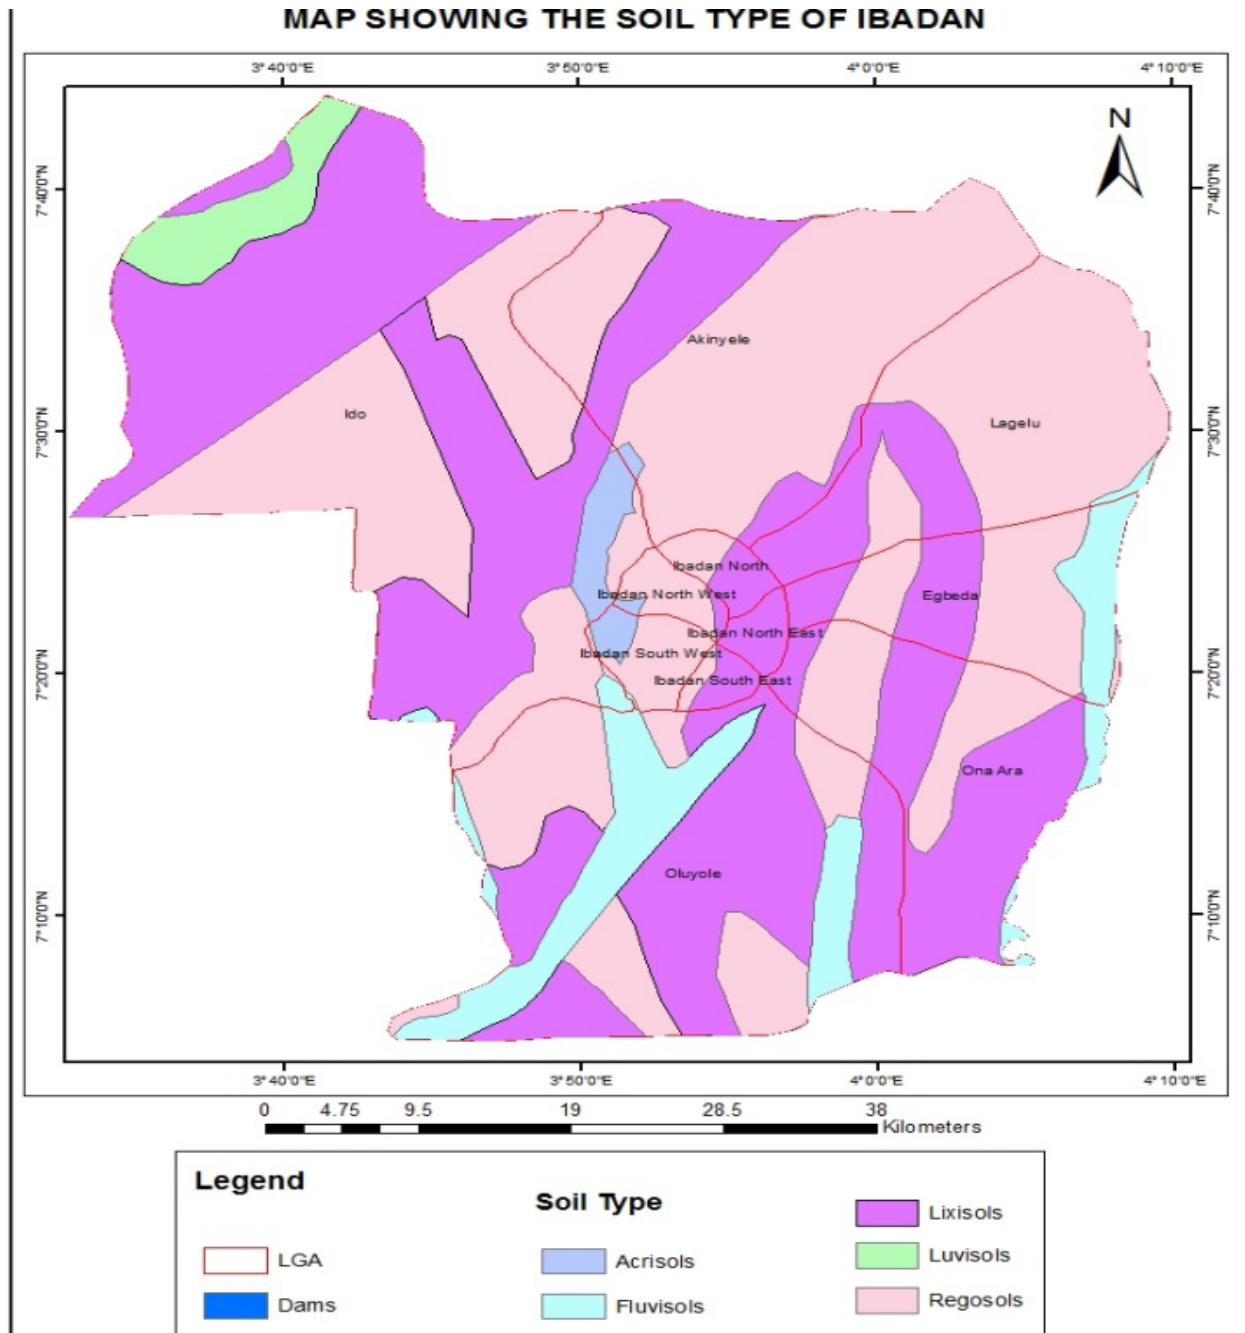 MAP SHOWING THE SOIL TYPE OF IBADAN
3°40'0"E 3°50'0"E 4°0'0"E 4°10'0"E
N
7°40'0"N 7°40'0"N
Akinyele
Ido
Lagelu
7°30'0"N 7°30'0"N
Ibadan North
Ibadan North West
Egbeda
Ibadan North East
Ibadan South West
7°20'0"N 7°20'0"N
Ibadan South East
Ona Ara
Oluyole
7°10'0"N 7°10'0"N
3°40'0"E 3°50'0"E 4°0'0"E 4°10'0"E
0 4.75 9.5 19 28.5 38
Kilometers
Legend
LGA
Dams
Soil Type
Acrisols
Fluvisols
Lixisols
Luvisols
Regosols